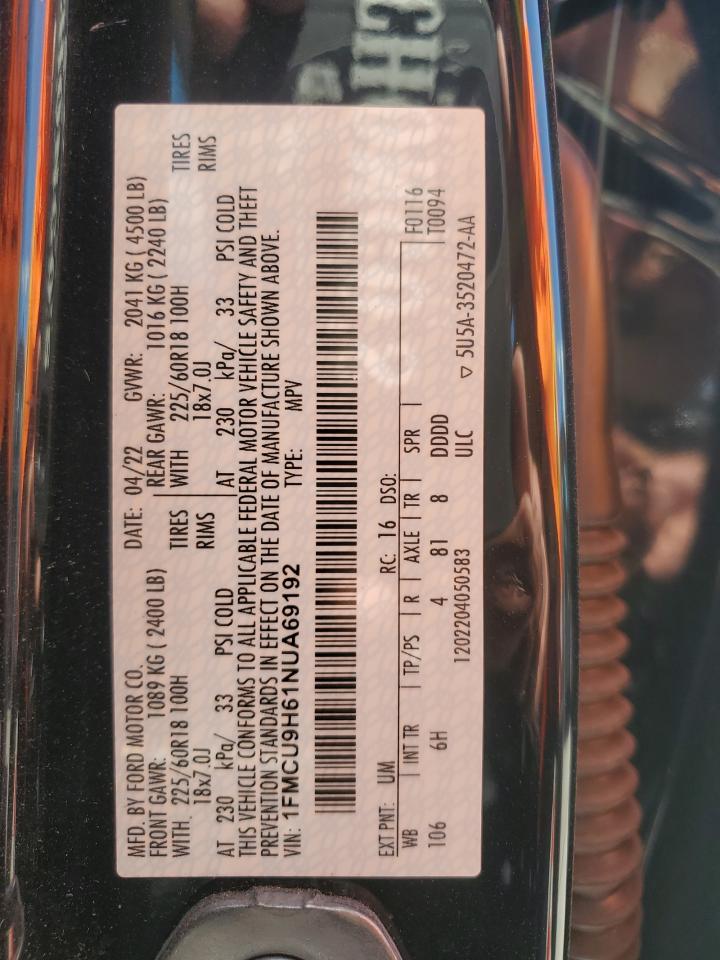 MFD. BY FORD MOTOR CO. DATE: 04/22 GVWR: 2041 KG ( 4500 LB)
FRONT GAWR: 1089 KG ( 2400 LB) REAR GAWR: 1016 KG ( 2240 LB)
WITH. 225/60R18 100H TIRES WITH 225/60R18 100H TIRES
18x7.0J RIMS 18x7.0J RIMS
AT 230 kPa/ 33 PSI COLD AT 230 kPa/ 33 PSI COLD
THIS VEHICLE CONFORMS TO ALL APPLICABLE FEDERAL MOTOR VEHICLE SAFETY AND THEFT
PREVENTION STANDARDS IN EFFECT ON THE DATE OF MANUFACTURE SHOWN ABOVE.
VIN: 1FMCU9H61NUA69192 TYPE: MPV
EXT PNT: UM RC: 16 DSO: F0116
WB INT TR TP/PS R AXLE TR SPR T0094
106 6H 4 81 8 DDDD
1202204050583 ULC ▽ 5U5A-3520472-AA
CH